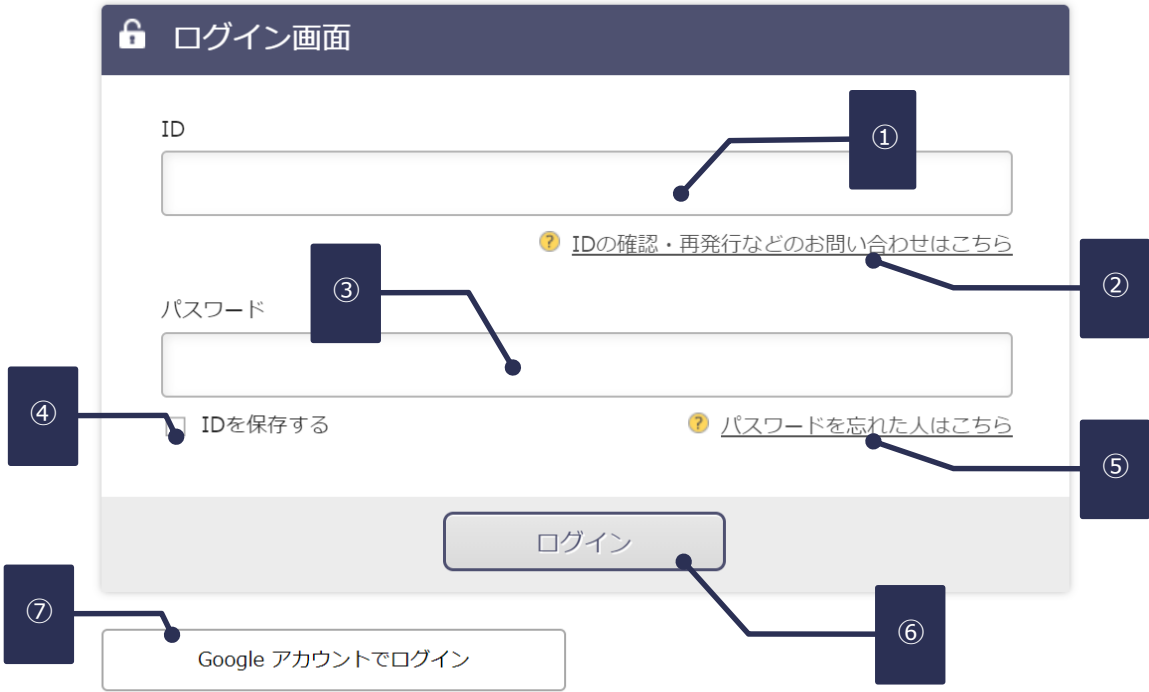 ログイン画面
ID
①
IDの確認・再発行などのお問い合わせはこちら
②
③
パスワード
④
IDを保存する
パスワードを忘れた人はこちら
⑤
ログイン
⑥
⑦
Google アカウントでログイン